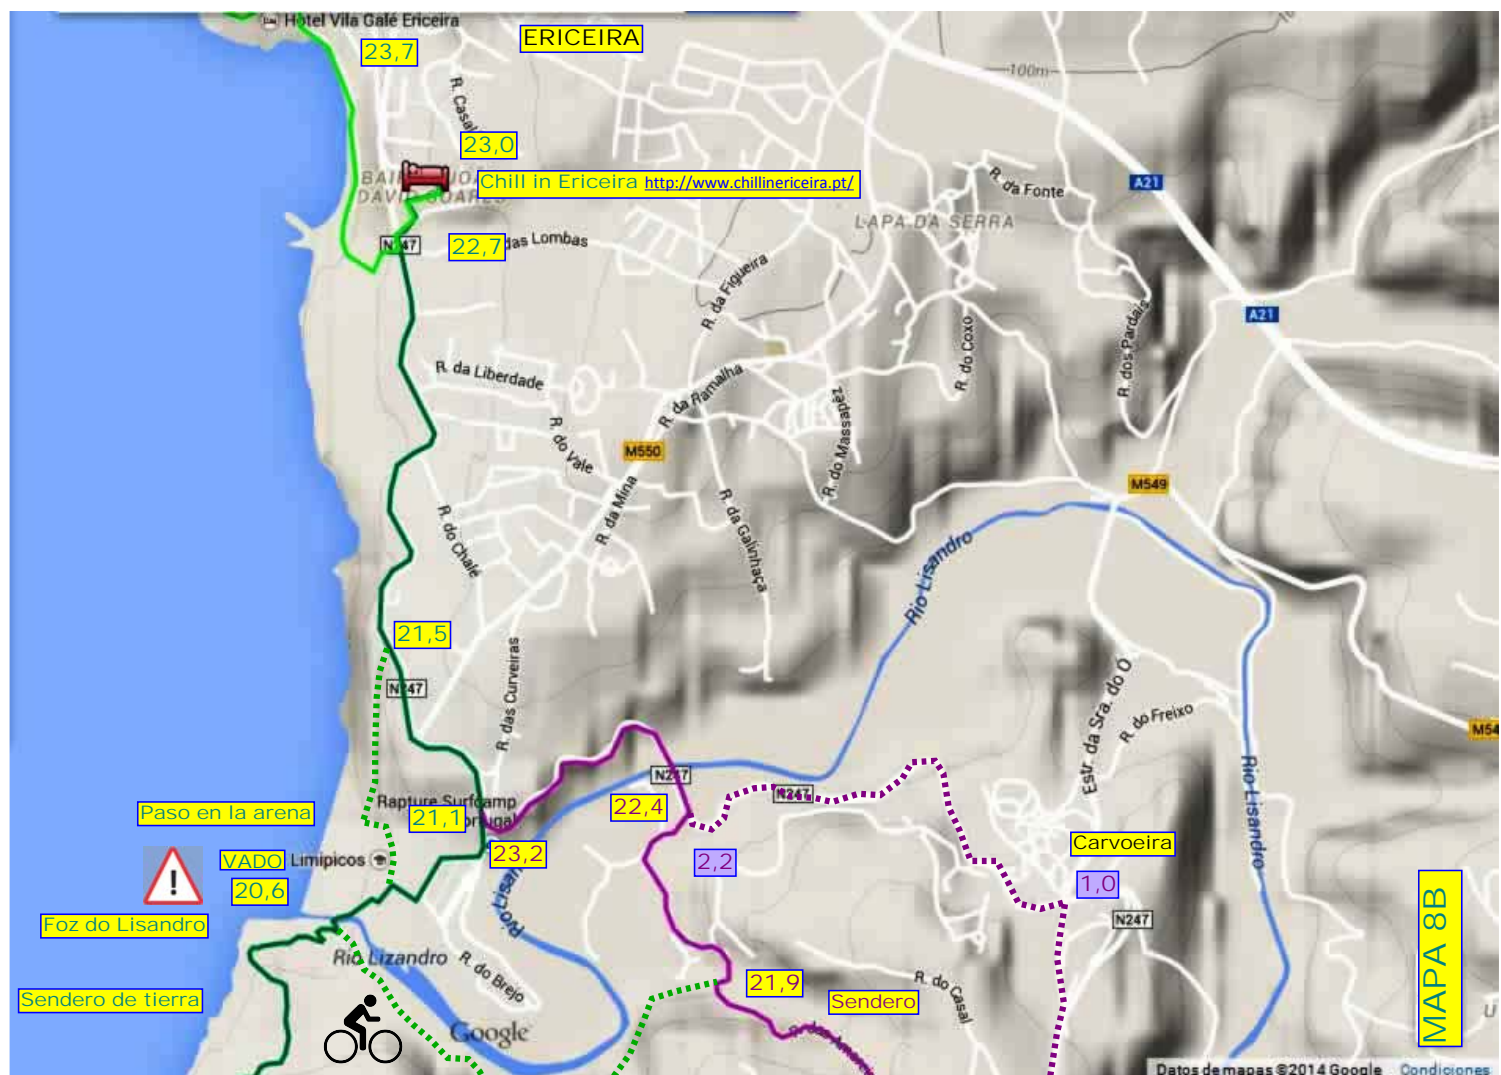 Hotel Vila Galé Ericeira
ERICEIRA
23,7
100m
R. Casal
23,0
A21
R. da Fonte
Chill in Ericeira http://www.chillinericeira.pt/
LAPA DA SERRA
N247
22,7
das Lombas
R. da Figueira
A21
R. dos Pardais
R. do Coxo
R. da Liberdade
R. da Ramalha
R. do Massapez
R. do Vale
M550
M549
R. da Mina
R. do Chalé
R. da Galinhaça
Rio Lisandro
21,5
N247
R. das Curveiras
Estr. da Sra. do Ó
R. do Freixo
M54
N247
N247
Rio Lisandro
Rapture Surfcamp
Portugal
21,1
22,4
Paso en la arena
Carvoeira
VADO
Limipicos
23,2
2,2
20,6
1,0
Foz do Lisandro
N247
Rio Lizandro
R. do Brejo
21,9
Sendero
R. do Casal
Sendero de tierra
Google
MAPA 8B
Datos de mapas ©2014 Google
Condiciones